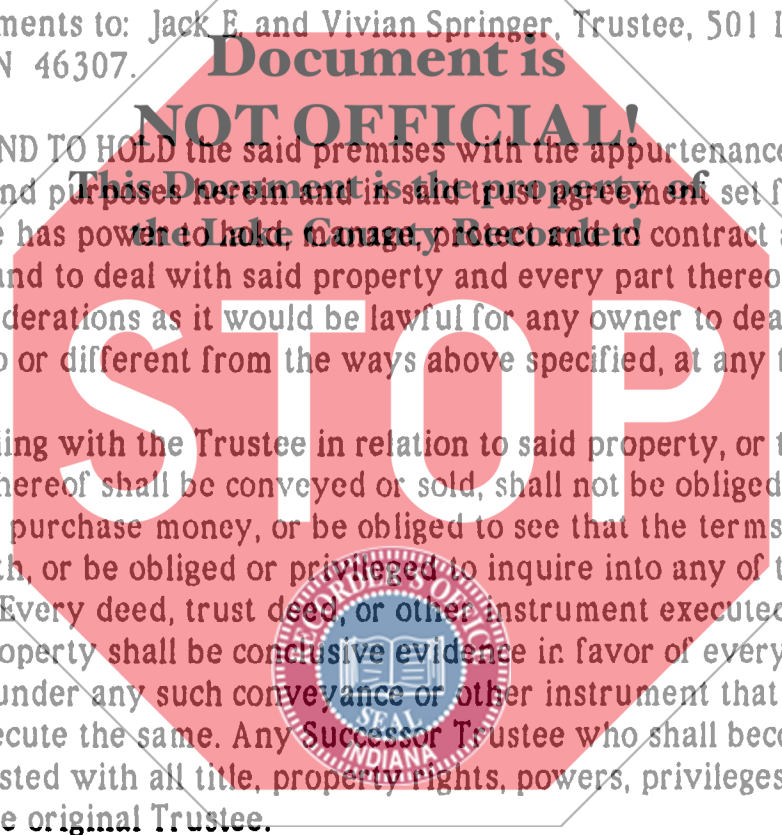 ments to: Jack E. and Vivian Springer, Trustee, 501
N 46307.
Document is
NOT OFFICIAL!
ND TO HOLD the said premises with the appurtenance
This Document is the property of
nd purposes herein and in said trust agreement set f
the Lake County Recorder!
e has power to hold, manage, protect and to contract
and to deal with said property and every part thereo
derations as it would be lawful for any owner to dea
o or different from the ways above specified, at any t
STOP
ling with the Trustee in relation to said property, or t
hereof shall be conveyed or sold, shall not be obliged
purchase money, or be obliged to see that the terms
th, or be obliged or privileged to inquire into any of t
Every deed, trust deed, or other instrument executed
operty shall be conclusive evidence in favor of every
under any such conveyance or other instrument that
ecute the same. Any Successor Trustee who shall beco
sted with all title, property rights, powers, privileges
e original Trustee.
RECORDER'S OFFICE
SEAL
INDIANA